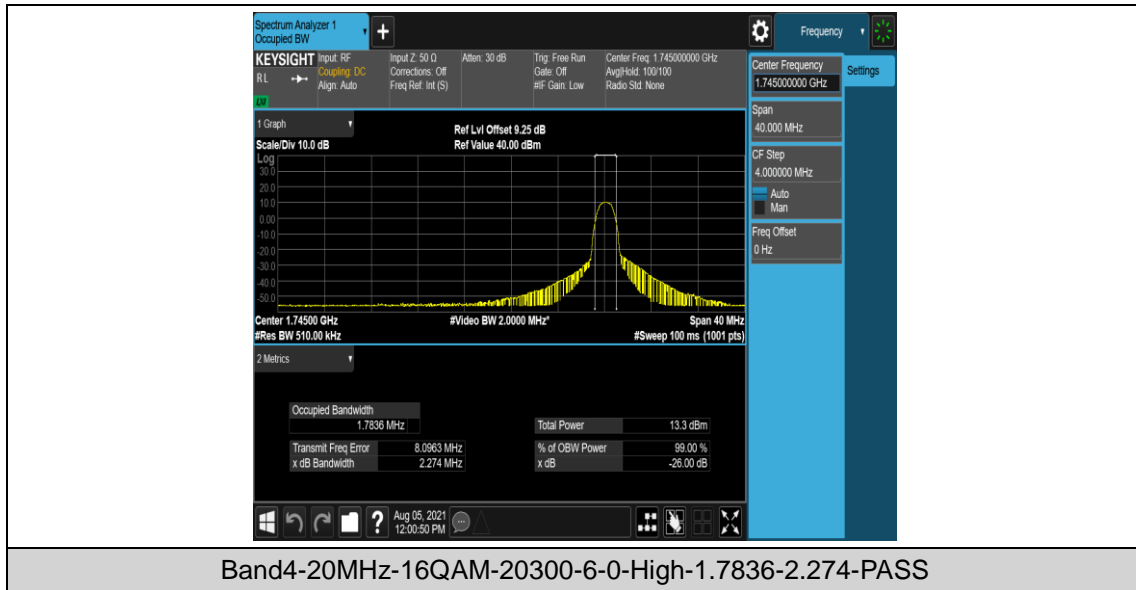 Spectrum Analyzer 1
Occupied BW
+
Frequency
KEYSIGHT
RL
LXI
Input: RF
Coupling: DC
Align: Auto
Input Z: 50 Ω
Corrections: Off
Freq Ref: Int (S)
Atten: 30 dB
Trig: Free Run
Gate: Off
#IF Gain: Low
Center Freq: 1.745000000 GHz
Avg|Hold: 100/100
Radio Std: None
Center Frequency
1.745000000 GHz
Settings
Span
40.000 MHz
CF Step
4.000000 MHz
Auto
Man
Freq Offset
0 Hz
1 Graph
Scale/Div 10.0 dB
Ref Lvl Offset 9.25 dB
Ref Value 40.00 dBm
Log
30.0
20.0
10.0
0.00
-10.0
-20.0
-30.0
-40.0
-50.0
Center 1.74500 GHz
#Video BW 2.0000 MHz*
Span 40 MHz
#Res BW 510.00 kHz
#Sweep 100 ms (1001 pts)
2 Metrics
Occupied Bandwidth
1.7836 MHz
Total Power 13.3 dBm
Transmit Freq Error 8.0963 MHz
% of OBW Power 99.00 %
x dB Bandwidth 2.274 MHz
x dB -26.00 dB
?
Aug 05, 2021
12:00:50 PM
Band4-20MHz-16QAM-20300-6-0-High-1.7836-2.274-PASS